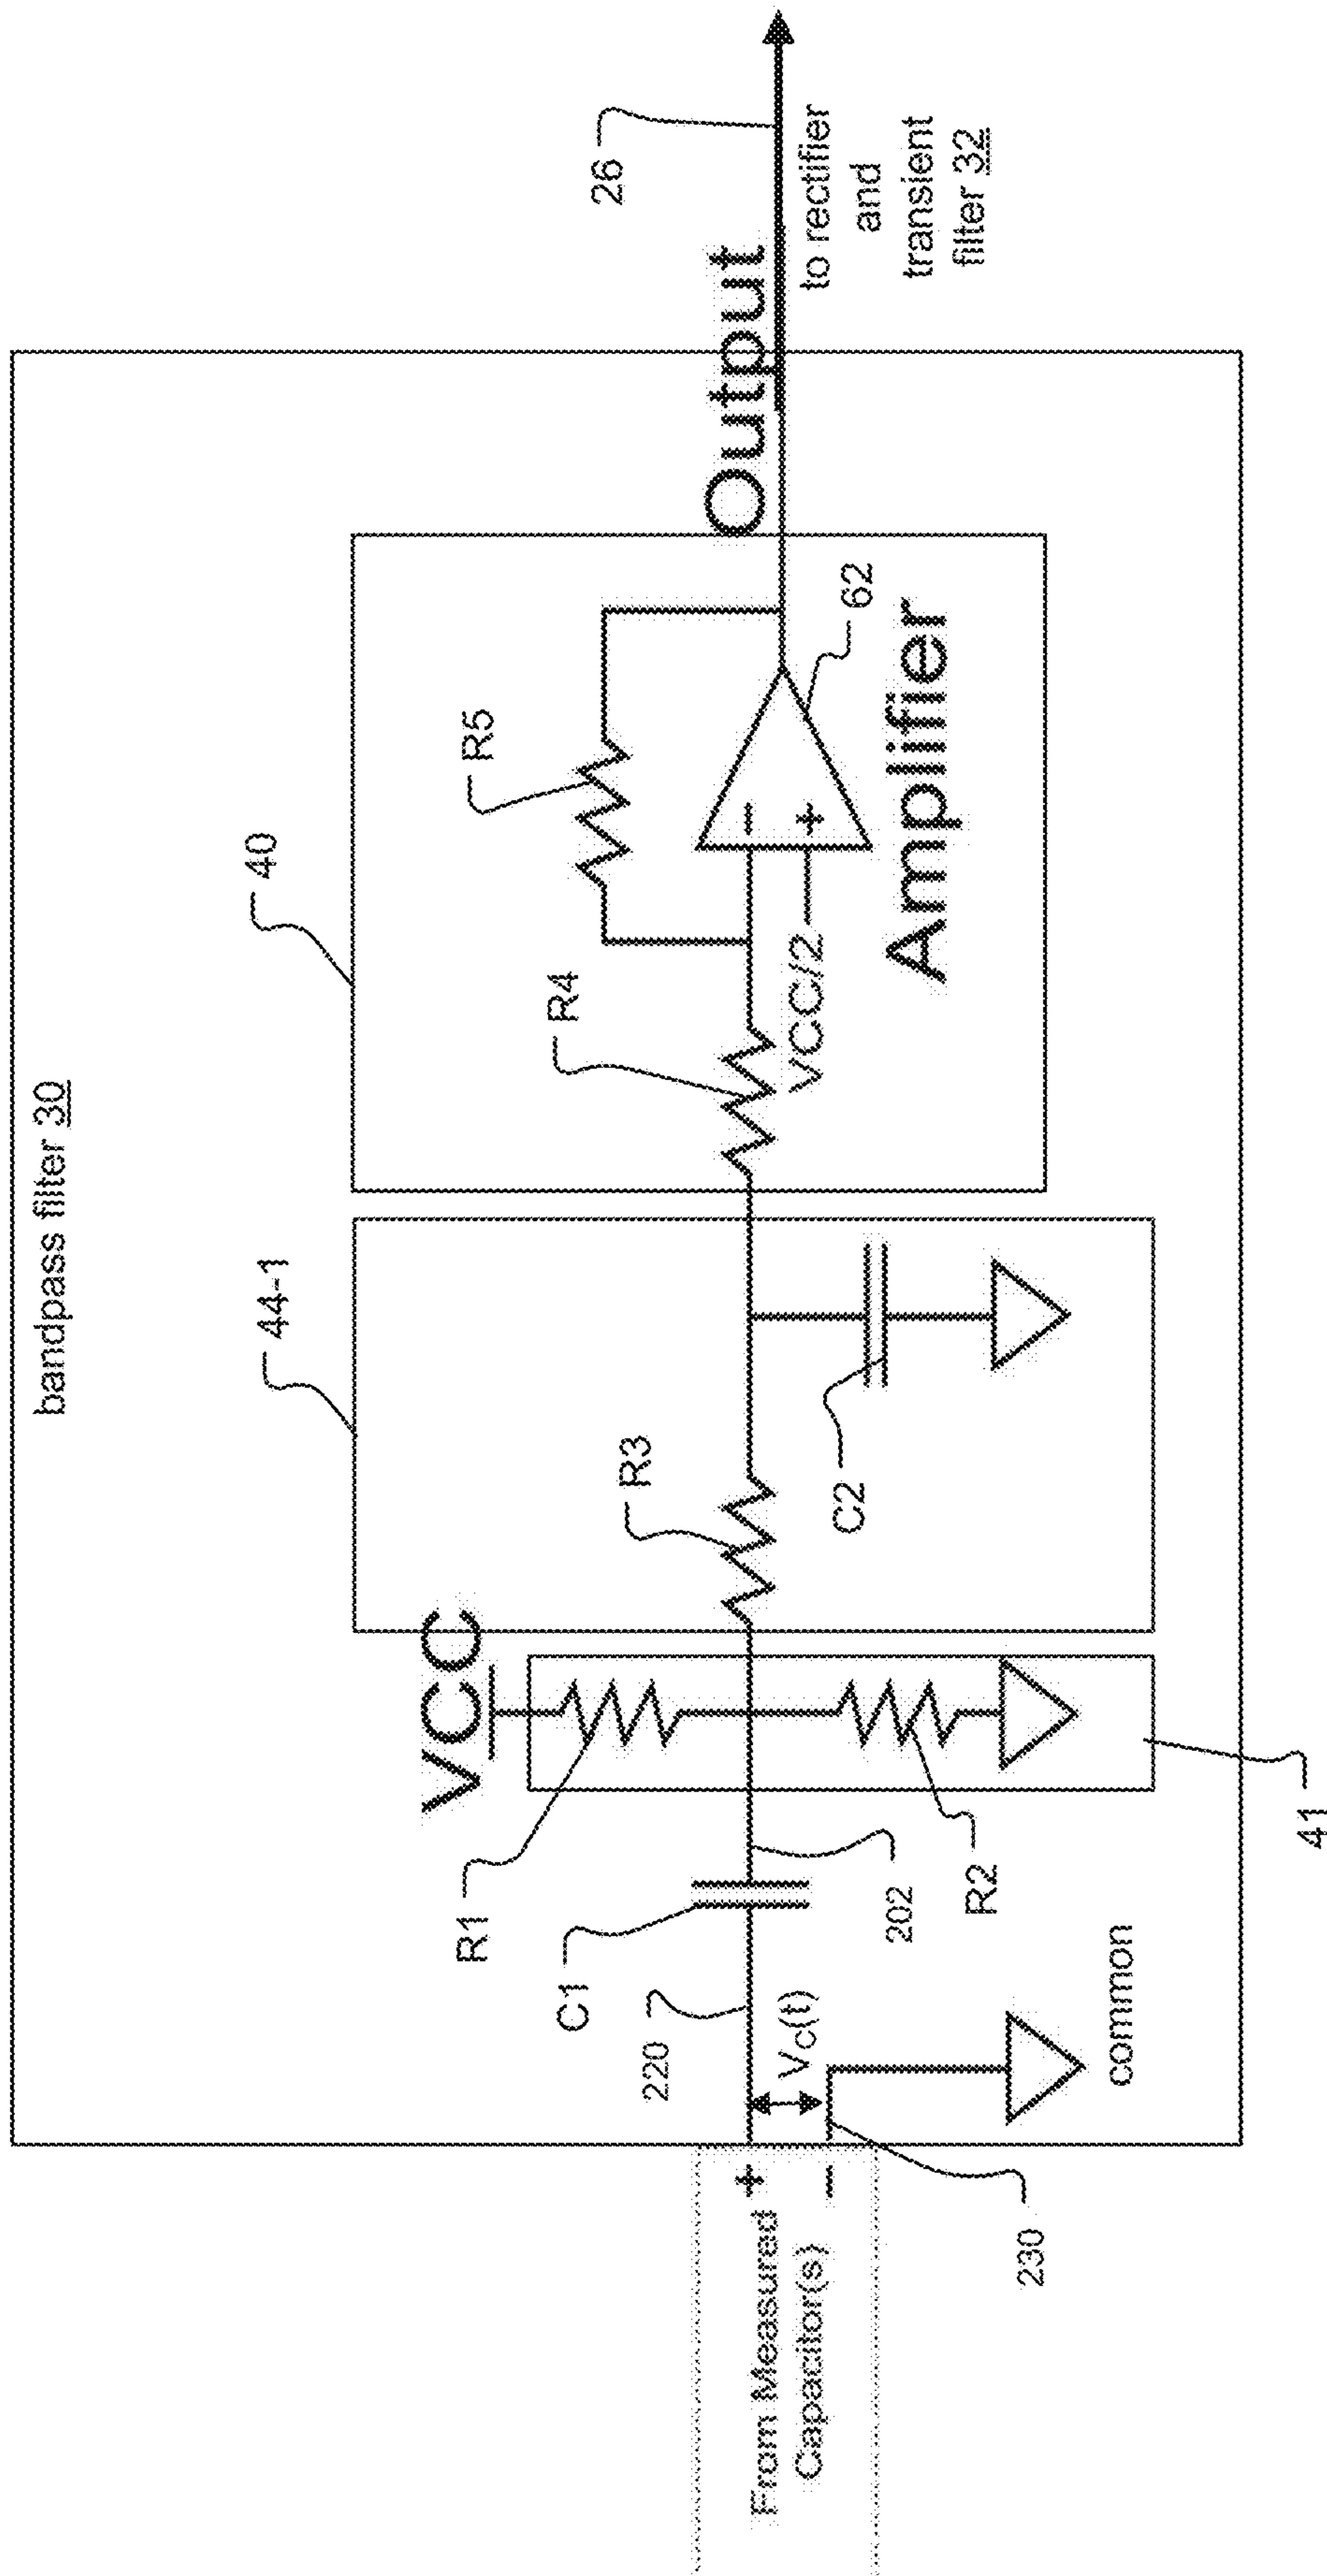 bandpass filter 30
44-1
40
VCC
R1
C1
R3
R4
R5
26
Output
220
+
−
VC(t)
From Measured
Capacitor(s)
202
R2
C2
VCC/2
−
+
62
Amplifier
to rectifier
and
transient
filter 32
230
common
41